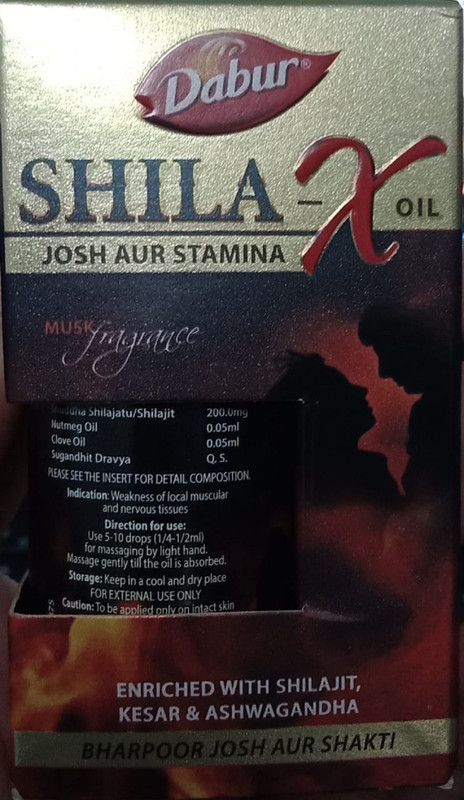 Dabur®
SHILA-X OIL
JOSH AUR STAMINA
MUSK fragrance
Shilajatu/Shilajit 200.0mg
Nutmeg Oil 0.05ml
Clove Oil 0.05ml
Sugandhit Dravya Q.S.
PLEASE SEE THE INSERT FOR DETAIL COMPOSITION.
Indication: Weakness of local muscular
and nervous tissues
Direction for use:
Use 5-10 drops (1/4-1/2ml)
for massaging by light hand.
Massage gently till the oil is absorbed.
Storage: Keep in a cool and dry place
FOR EXTERNAL USE ONLY
Caution: To be applied only on intact skin
ENRICHED WITH SHILAJIT,
KESAR & ASHWAGANDHA
BHARPOOR JOSH AUR SHAKTI